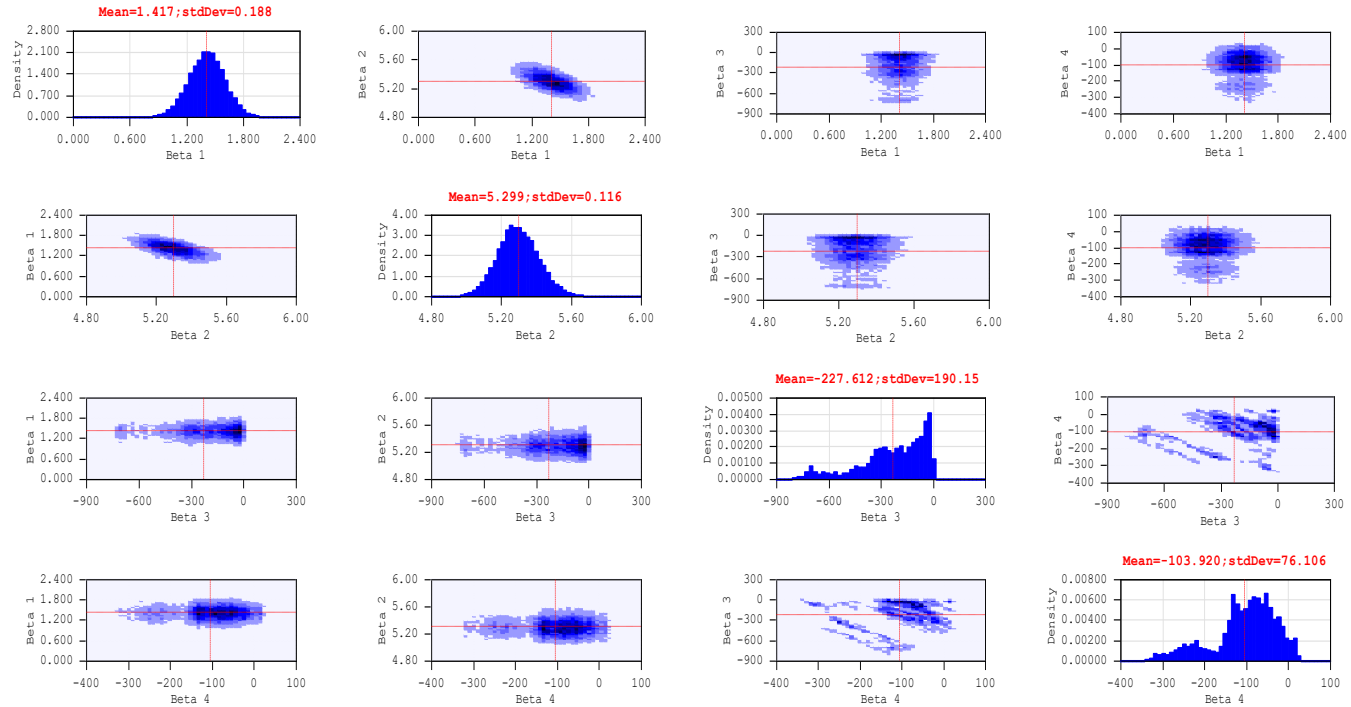 Mean=1.417;stdDev=0.188
2.800
2.100
1.400
0.700
0.000
Density
0.000 0.600 1.200 1.800 2.400
Beta 1
6.00
5.60
5.20
4.80
Beta 2
0.000 0.600 1.200 1.800 2.400
Beta 1
300
0
-300
-600
-900
Beta 3
0.000 0.600 1.200 1.800 2.400
Beta 1
100
0
-100
-200
-300
-400
Beta 4
0.000 0.600 1.200 1.800 2.400
Beta 1
2.400
1.800
1.200
0.600
0.000
Beta 1
4.80 5.20 5.60 6.00
Beta 2
Mean=5.299;stdDev=0.116
4.00
3.00
2.00
1.00
0.00
Density
4.80 5.20 5.60 6.00
Beta 2
300
0
-300
-600
-900
Beta 3
4.80 5.20 5.60 6.00
Beta 2
100
0
-100
-200
-300
-400
Beta 4
4.80 5.20 5.60 6.00
Beta 2
2.400
1.800
1.200
0.600
0.000
Beta 1
-900 -600 -300 0 300
Beta 3
6.00
5.60
5.20
4.80
Beta 2
-900 -600 -300 0 300
Beta 3
Mean=-227.612;stdDev=190.15
0.00500
0.00400
0.00300
0.00200
0.00100
0.00000
Density
-900 -600 -300 0 300
Beta 3
100
0
-100
-200
-300
-400
Beta 4
-900 -600 -300 0 300
Beta 3
2.400
1.800
1.200
0.600
0.000
Beta 1
-400 -300 -200 -100 0 100
Beta 4
6.00
5.60
5.20
4.80
Beta 2
-400 -300 -200 -100 0 100
Beta 4
300
0
-300
-600
-900
Beta 3
-400 -300 -200 -100 0 100
Beta 4
Mean=-103.920;stdDev=76.106
0.00800
0.00600
0.00400
0.00200
0.00000
Density
-400 -300 -200 -100 0 100
Beta 4